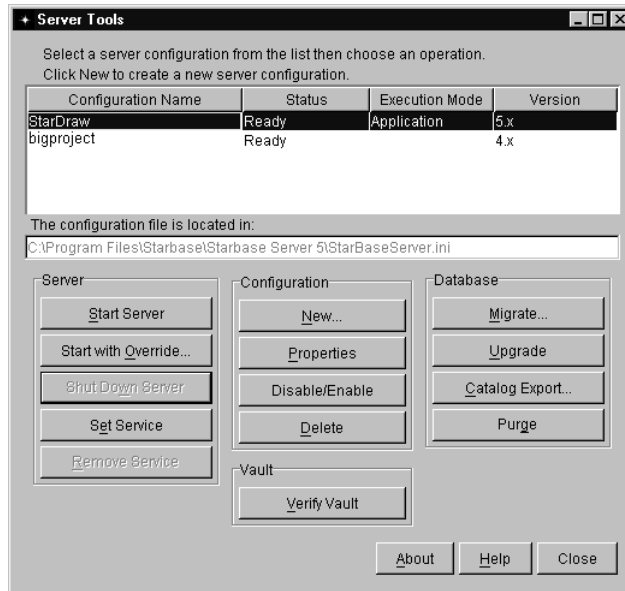 Server Tools
Select a server configuration from the list then choose an operation.
Click New to create a new server configuration.
Configuration Name Status Execution Mode Version
StarDraw Ready Application 5.x
bigproject Ready 4.x
The configuration file is located in:
C:\Program Files\Starbase\Starbase Server 5\StarBaseServer.ini
Server
Start Server
Start with Override...
Shut Down Server
Set Service
Remove Service
Configuration
New...
Properties
Disable/Enable
Delete
Vault
Verify Vault
Database
Migrate...
Upgrade
Catalog Export...
Purge
About Help Close